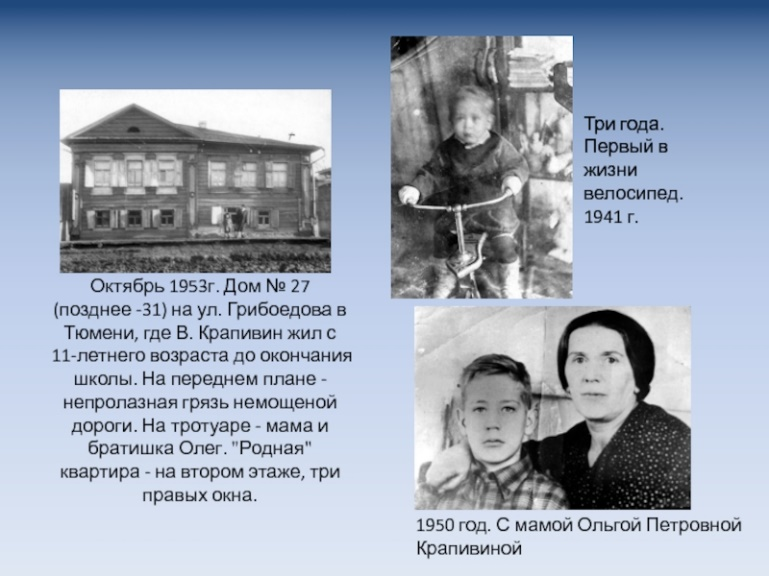 Октябрь 1953г. Дом № 27
(позднее -31) на ул. Грибоедова в
Тюмени, где В. Крапивин жил с
11-летнего возраста до окончания
школы. На переднем плане -
непролазная грязь немощеной
дороги. На тротуаре - мама и
братишка Олег. "Родная"
квартира - на втором этаже, три
правых окна.
Три года.
Первый в
жизни
велосипед.
1941 г.
1950 год. С мамой Ольгой Петровной
Крапивиной